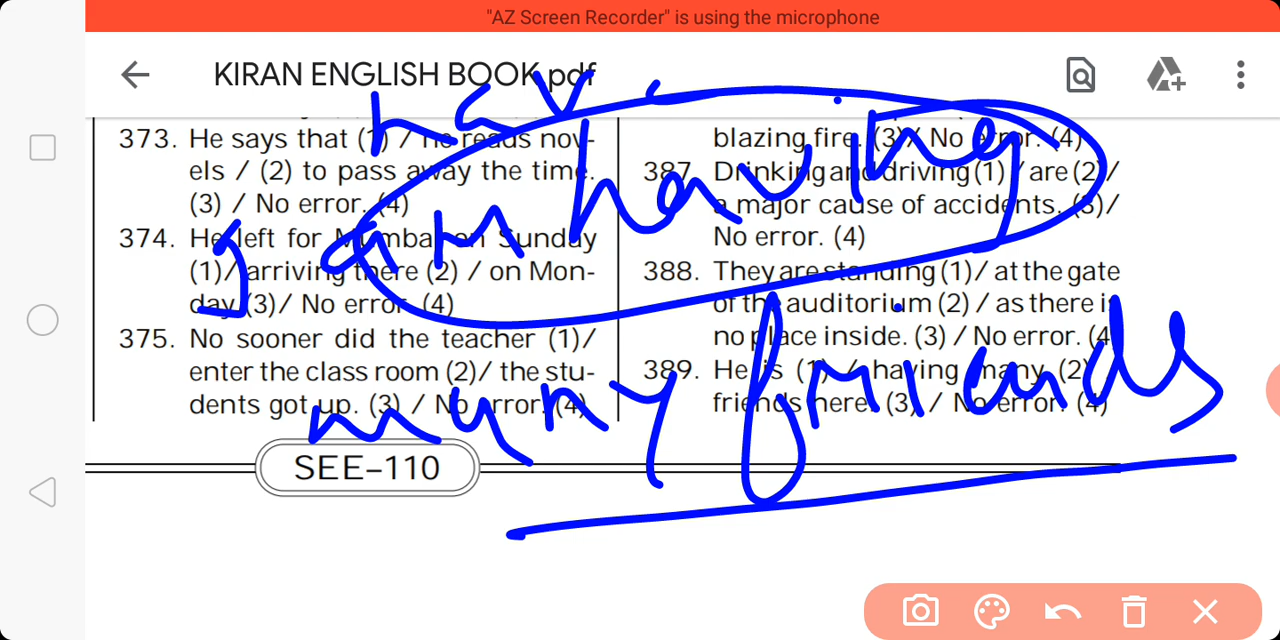 "AZ Screen Recorder" is using the microphone
KIRAN ENGLISH BOOK.pdf
373. He says that (1) / he reads nov-
els / (2) to pass away the time.
(3) / No error. (4)
374. He left for Mumbai on Sunday
(1)/ arriving there (2) / on Mon-
day.(3)/ No error. (4)
375. No sooner did the teacher (1)/
enter the class room (2)/ the stu-
dents got up. (3) / No error. (4)
blazing fire. (3)/ No error. (4)
387. Drinking and driving (1) / are (2)/
a major cause of accidents. (3)/
No error. (4)
388. They are standing (1)/ at the gate
of the auditorium (2) / as there is
no place inside. (3) / No error. (4)
389. He is (1) / having many (2)
friends here. (3) / No error. (4)
SEE–110
I am having
many friends